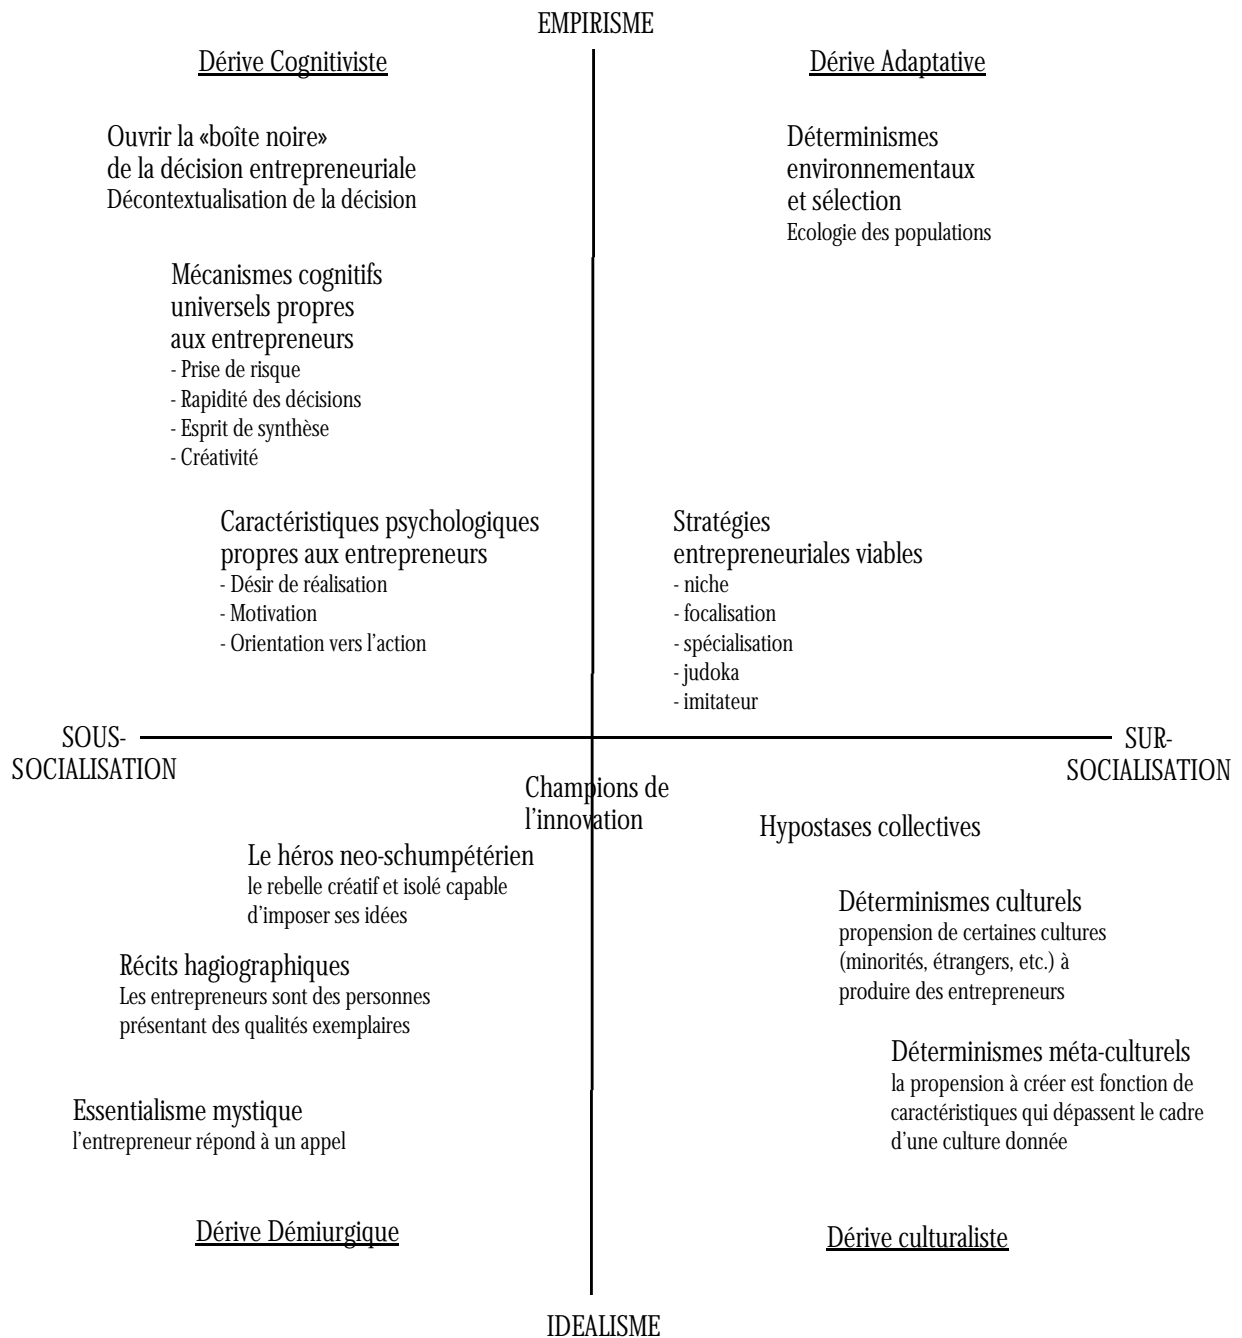 EMPIRISME
Dérive Cognitiviste
Ouvrir la «boîte noire»
de la décision entrepreneuriale
Décontextualisation de la décision
Mécanismes cognitifs
universels propres
aux entrepreneurs
- Prise de risque
- Rapidité des décisions
- Esprit de synthèse
- Créativité
Caractéristiques psychologiques
propres aux entrepreneurs
- Désir de réalisation
- Motivation
- Orientation vers l'action
Dérive Adaptative
Déterminismes
environnementaux
et sélection
Ecologie des populations
Stratégies
entrepreneuriales viables
- niche
- focalisation
- spécialisation
- judoka
- imitateur
SOUS-
SOCIALISATION
SUR-
SOCIALISATION
Champions de
l'innovation
Le héros neo-schumpétérien
le rebelle créatif et isolé capable
d'imposer ses idées
Récits hagiographiques
Les entrepreneurs sont des personnes
présentant des qualités exemplaires
Essentialisme mystique
l'entrepreneur répond à un appel
Dérive Démiurgique
Hypostases collectives
Déterminismes culturels
propension de certaines cultures
(minorités, étrangers, etc.) à
produire des entrepreneurs
Déterminismes méta-culturels
la propension à créer est fonction de
caractéristiques qui dépassent le cadre
d'une culture donnée
Dérive culturaliste
IDEALISME